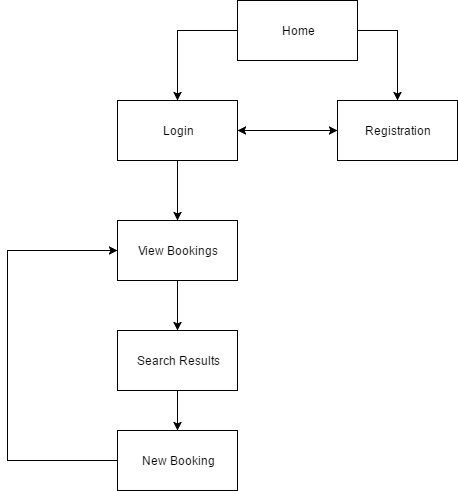 Home
Login
Registration
View Bookings
Search Results
New Booking